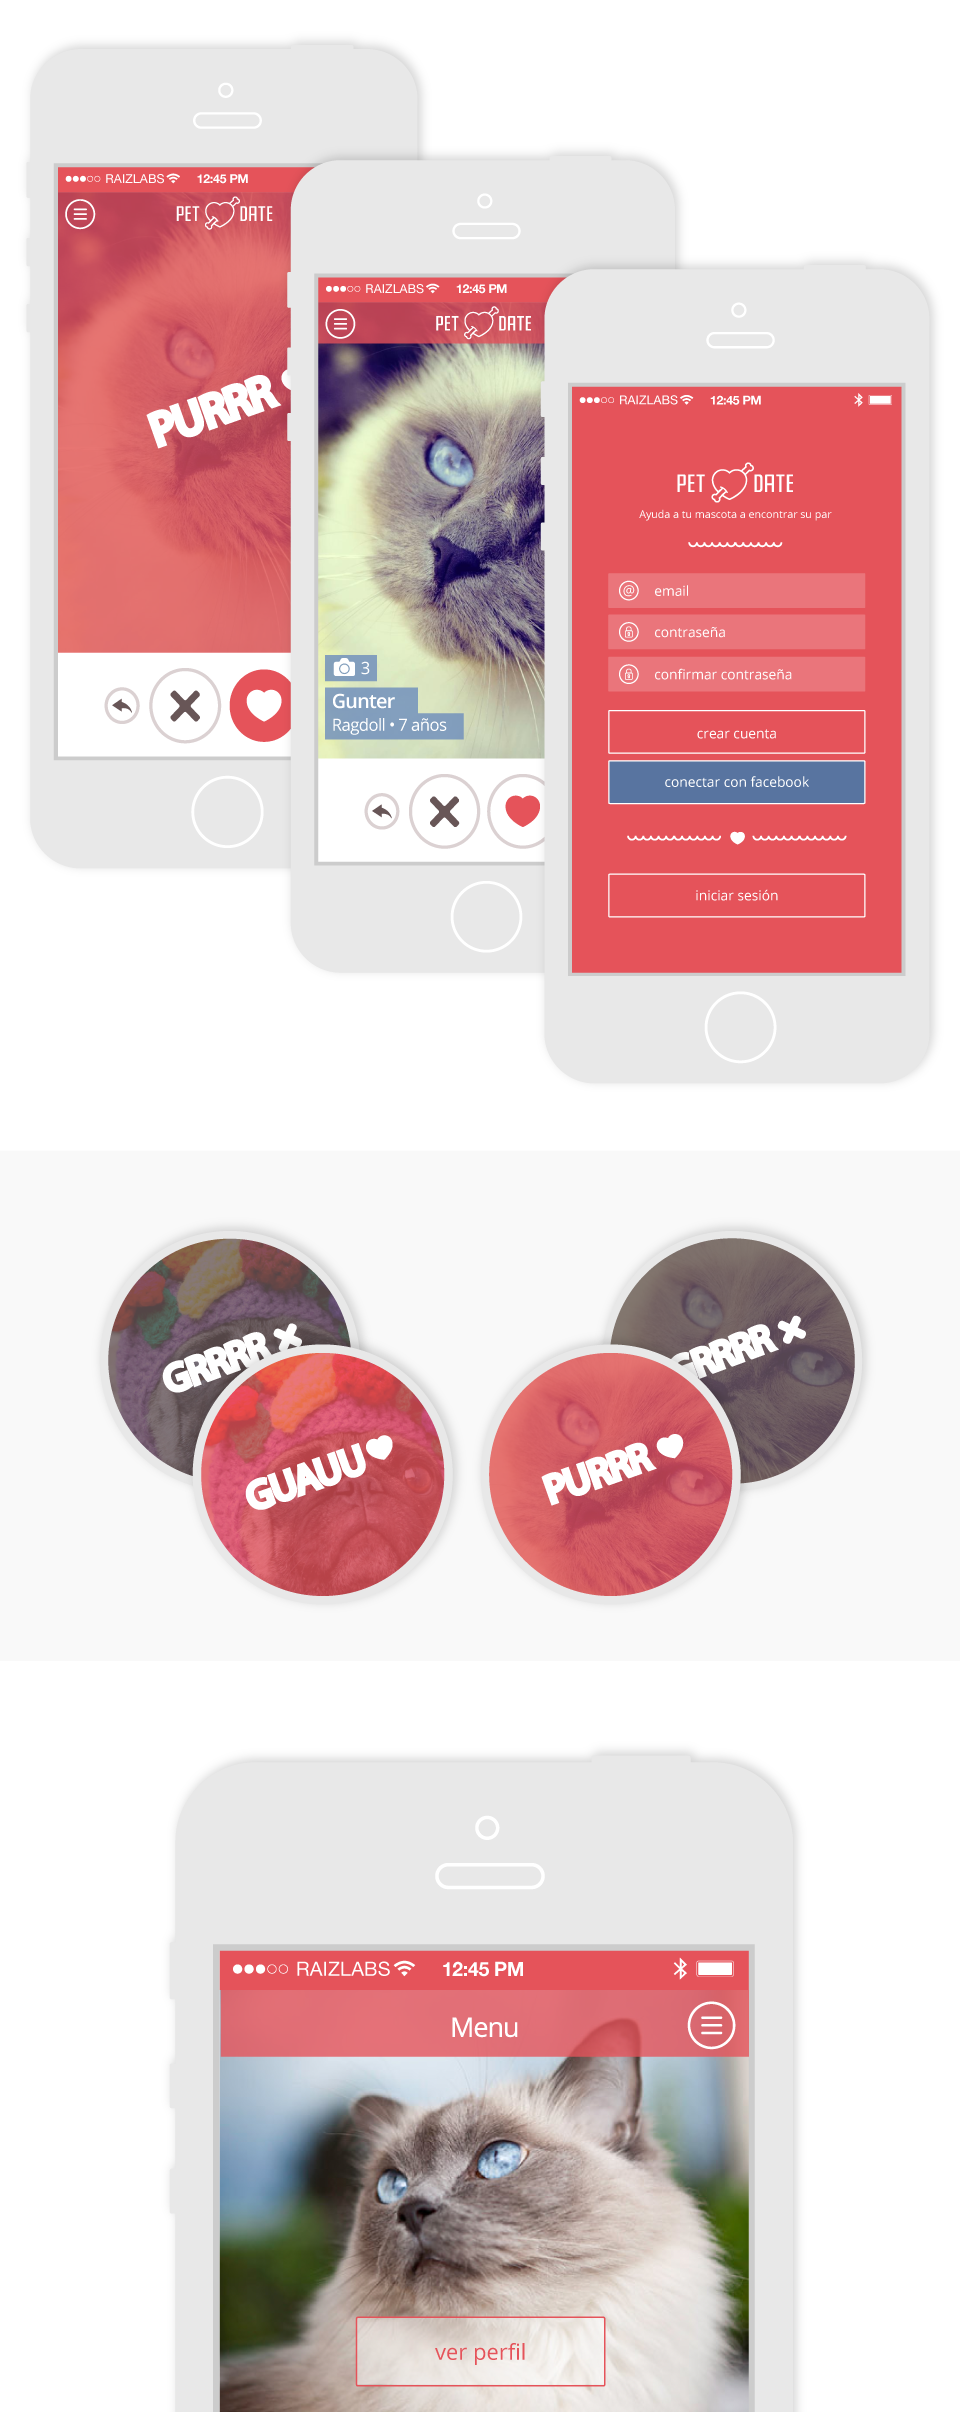 RAIZLABS 12:45 PM
PET DATE
PURRR
RAIZLABS 12:45 PM
PET DATE
3
Gunter
Ragdoll • 7 años
RAIZLABS 12:45 PM
PET DATE
Ayuda a tu mascota a encontrar su par
@ email
contraseña
confirmar contraseña
crear cuenta
conectar con facebook
iniciar sesión
GRRRR
GUAUU
GRRRR
PURRR
RAIZLABS 12:45 PM
Menu
ver perfil